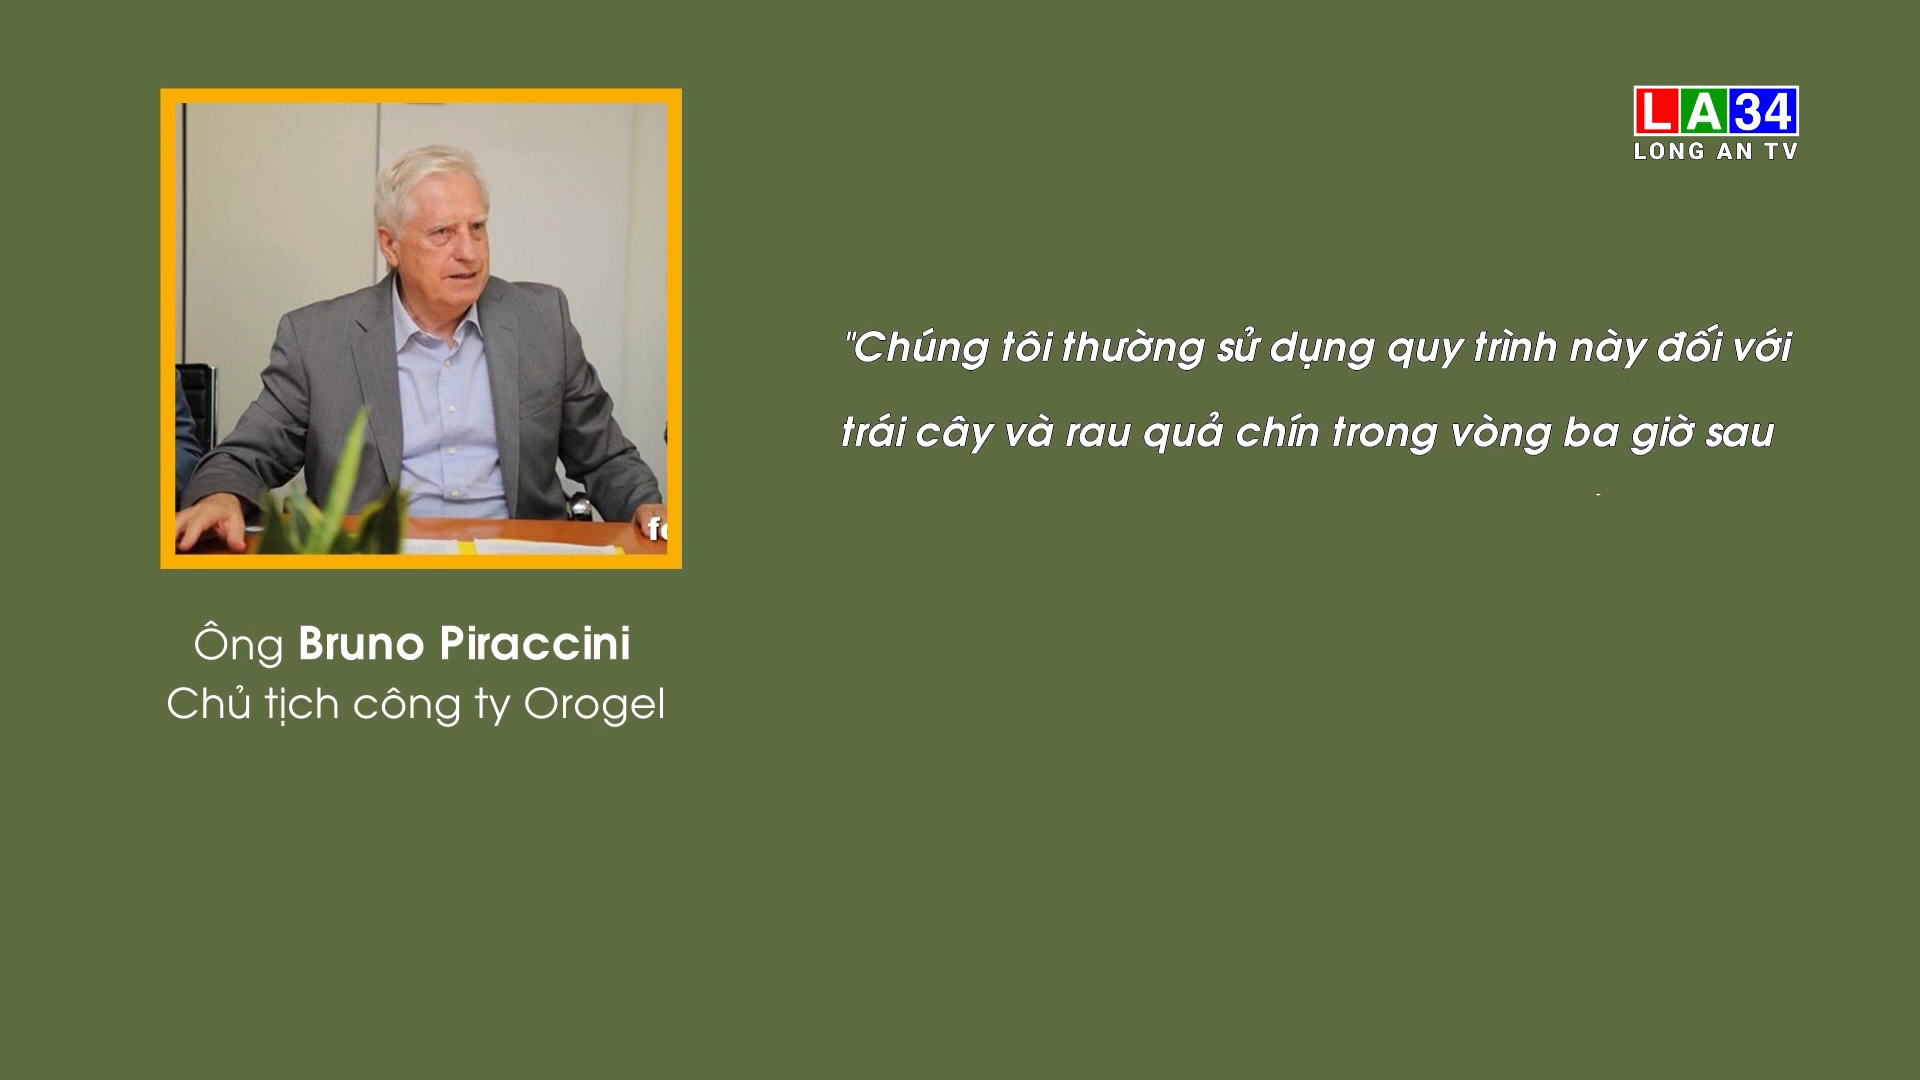 LA34
LONG AN TV
"Chúng tôi thường sử dụng quy trình này đối với
trái cây và rau quả chín trong vòng ba giờ sau
Ông Bruno Piraccini
Chủ tịch công ty Orogel